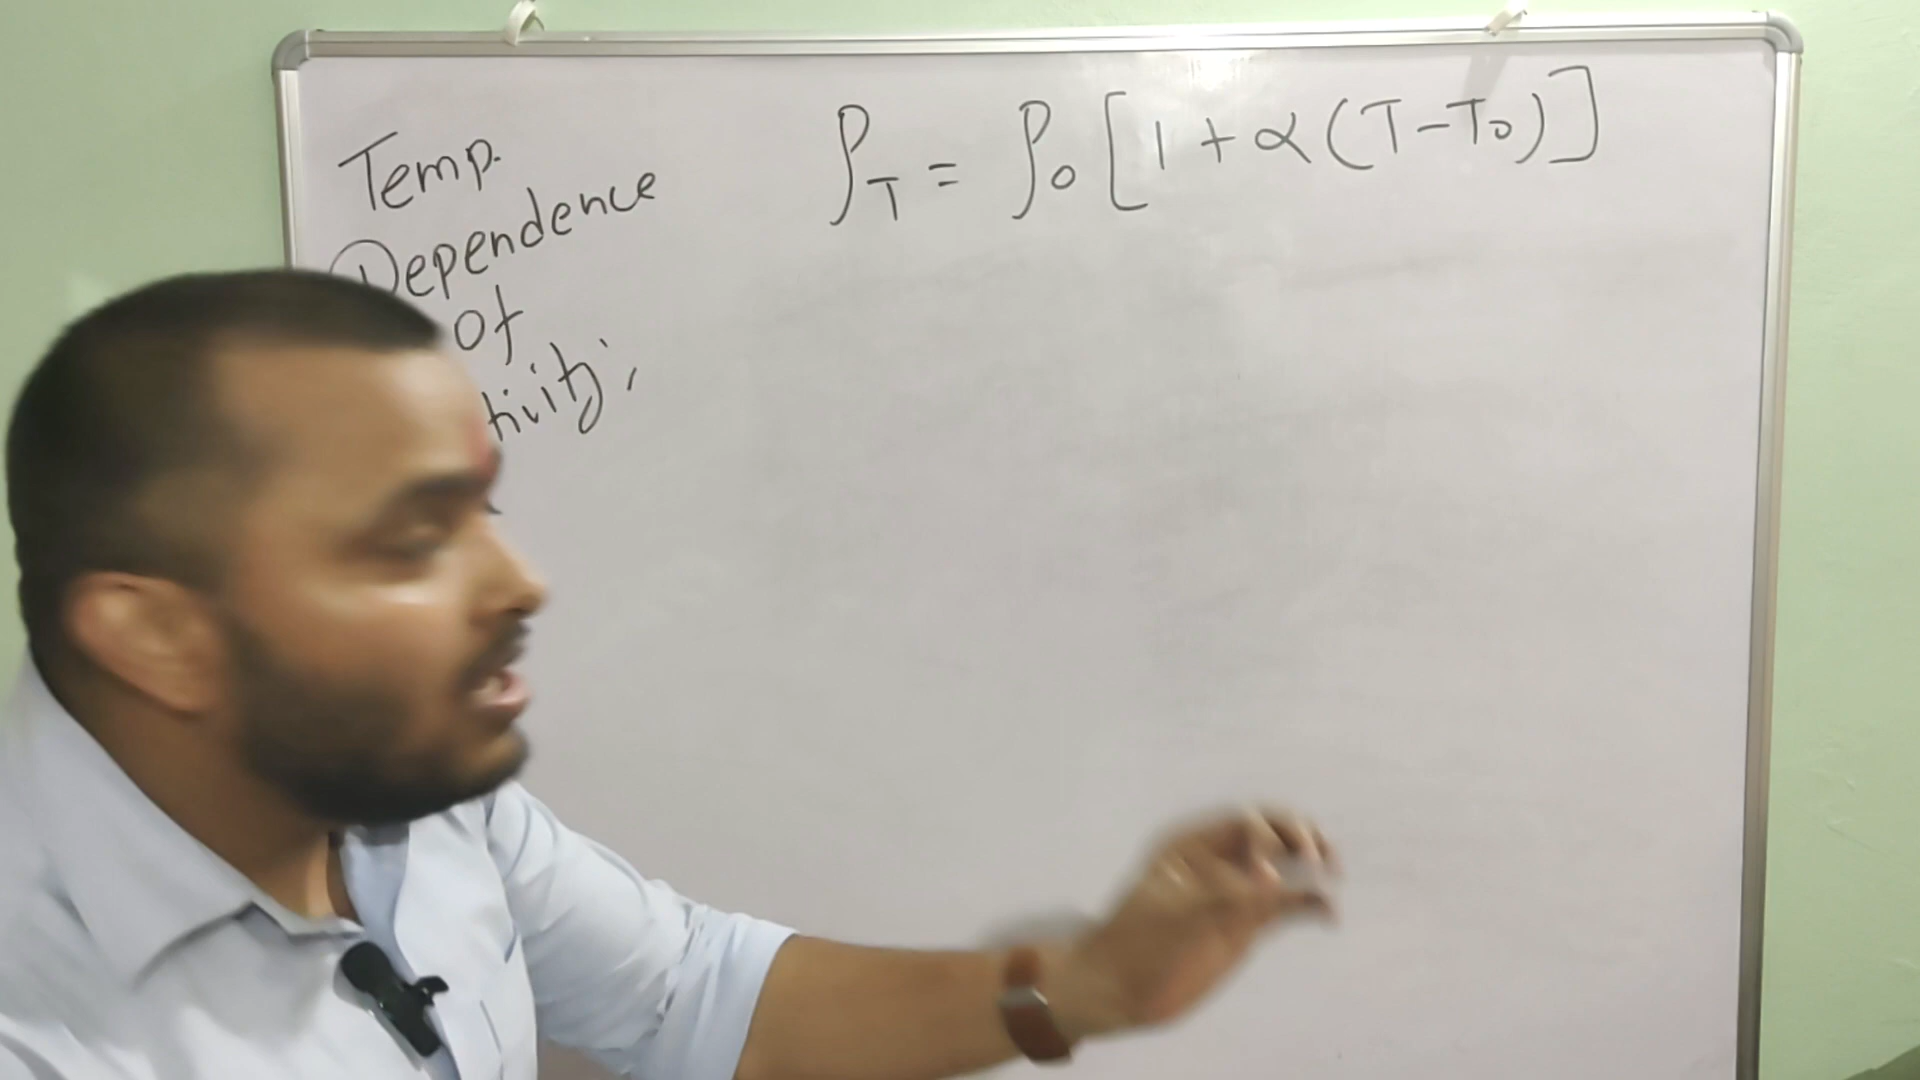 Temp.
Dependence
of
tivity;
ρT = ρ0 [1 + α (T - T0)]